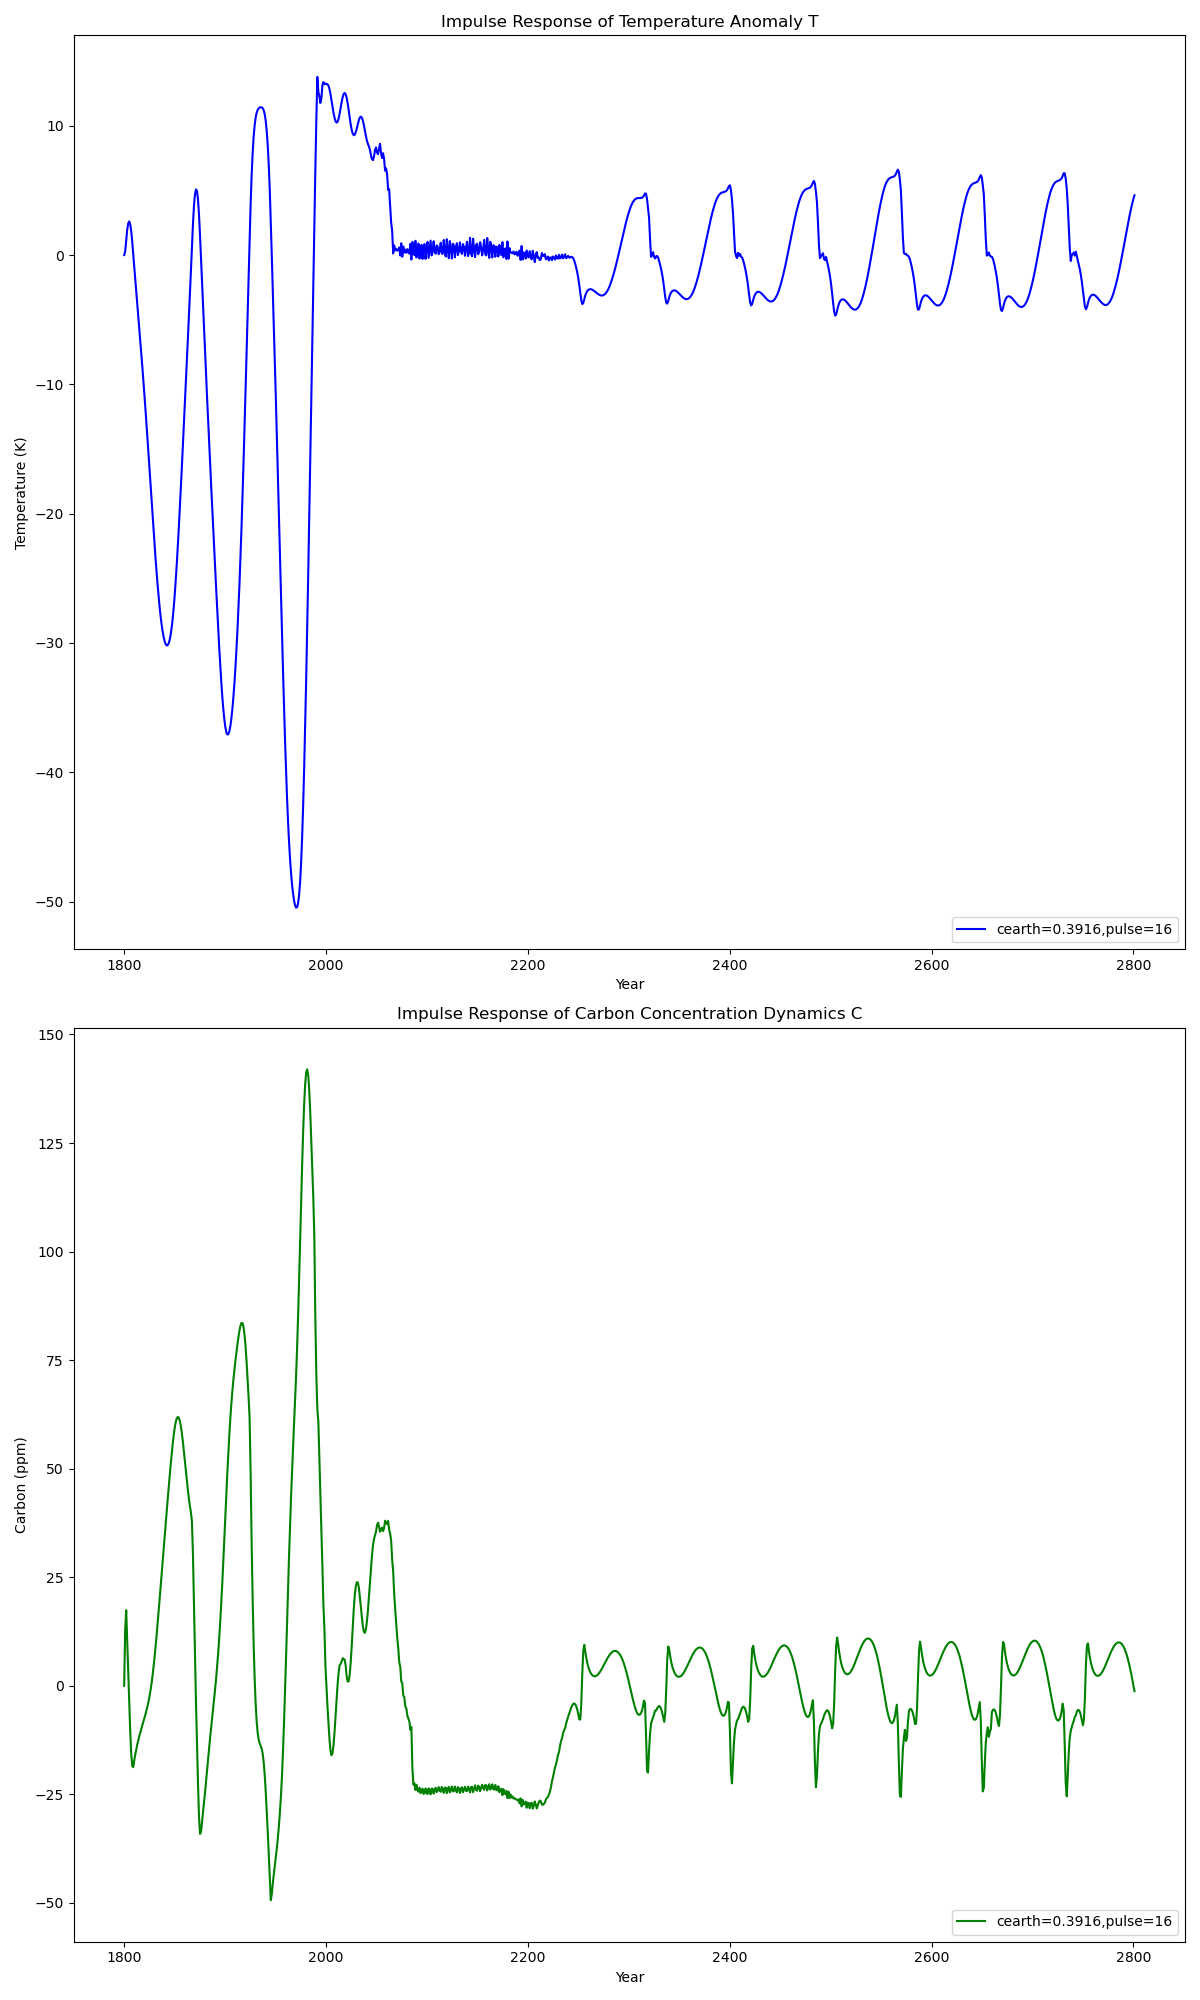 Impulse Response of Temperature Anomaly T
10
0
−10
−20
−30
−40
−50
Temperature (K)
cearth=0.3916,pulse=16
1800 2000 2200 2400 2600 2800
Year
Impulse Response of Carbon Concentration Dynamics C
150
125
100
75
50
25
0
−25
−50
Carbon (ppm)
cearth=0.3916,pulse=16
1800 2000 2200 2400 2600 2800
Year